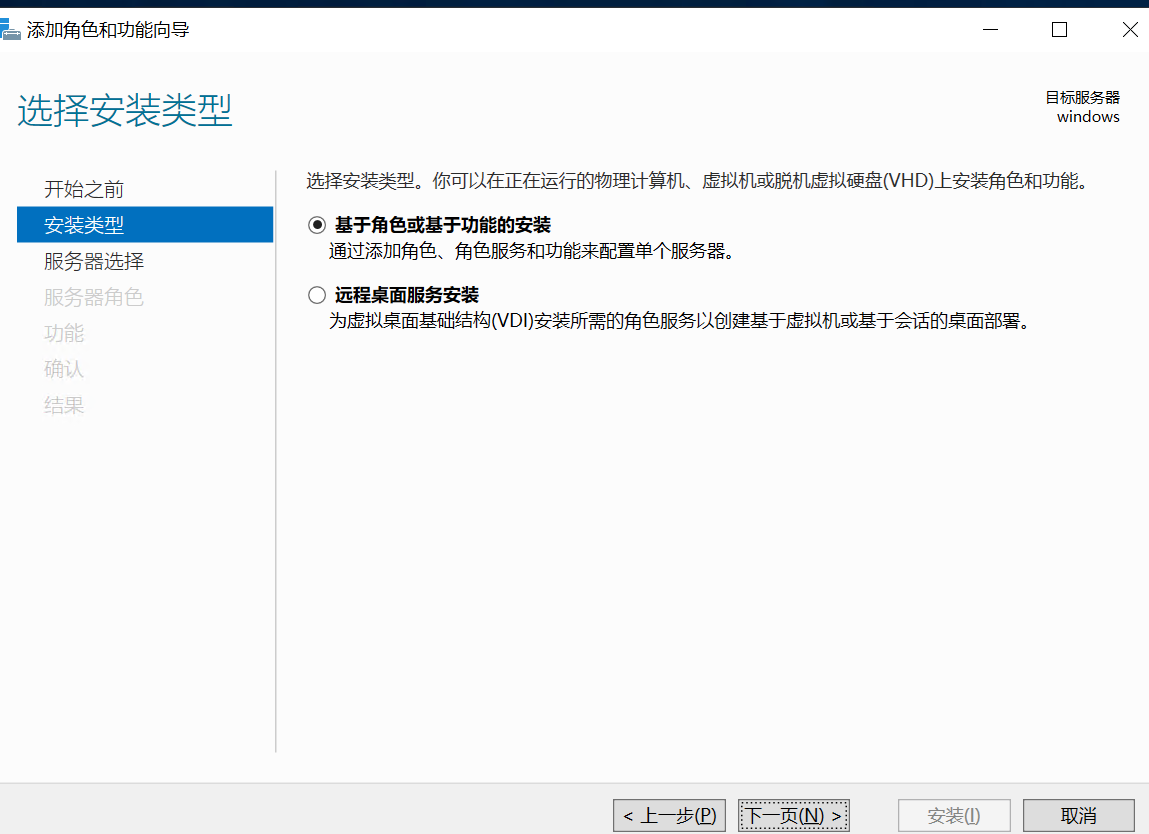 添加角色和功能向导
选择安装类型
目标服务器
windows
开始之前
安装类型
服务器选择
服务器角色
功能
确认
结果
选择安装类型。你可以在正在运行的物理计算机、虚拟机或脱机虚拟硬盘(VHD)上安装角色和功能。
基于角色或基于功能的安装
通过添加角色、角色服务和功能来配置单个服务器。
远程桌面服务安装
为虚拟桌面基础结构(VDI)安装所需的角色服务以创建基于虚拟机或基于会话的桌面部署。
< 上一步(P) 下一页(N) > 安装(I) 取消